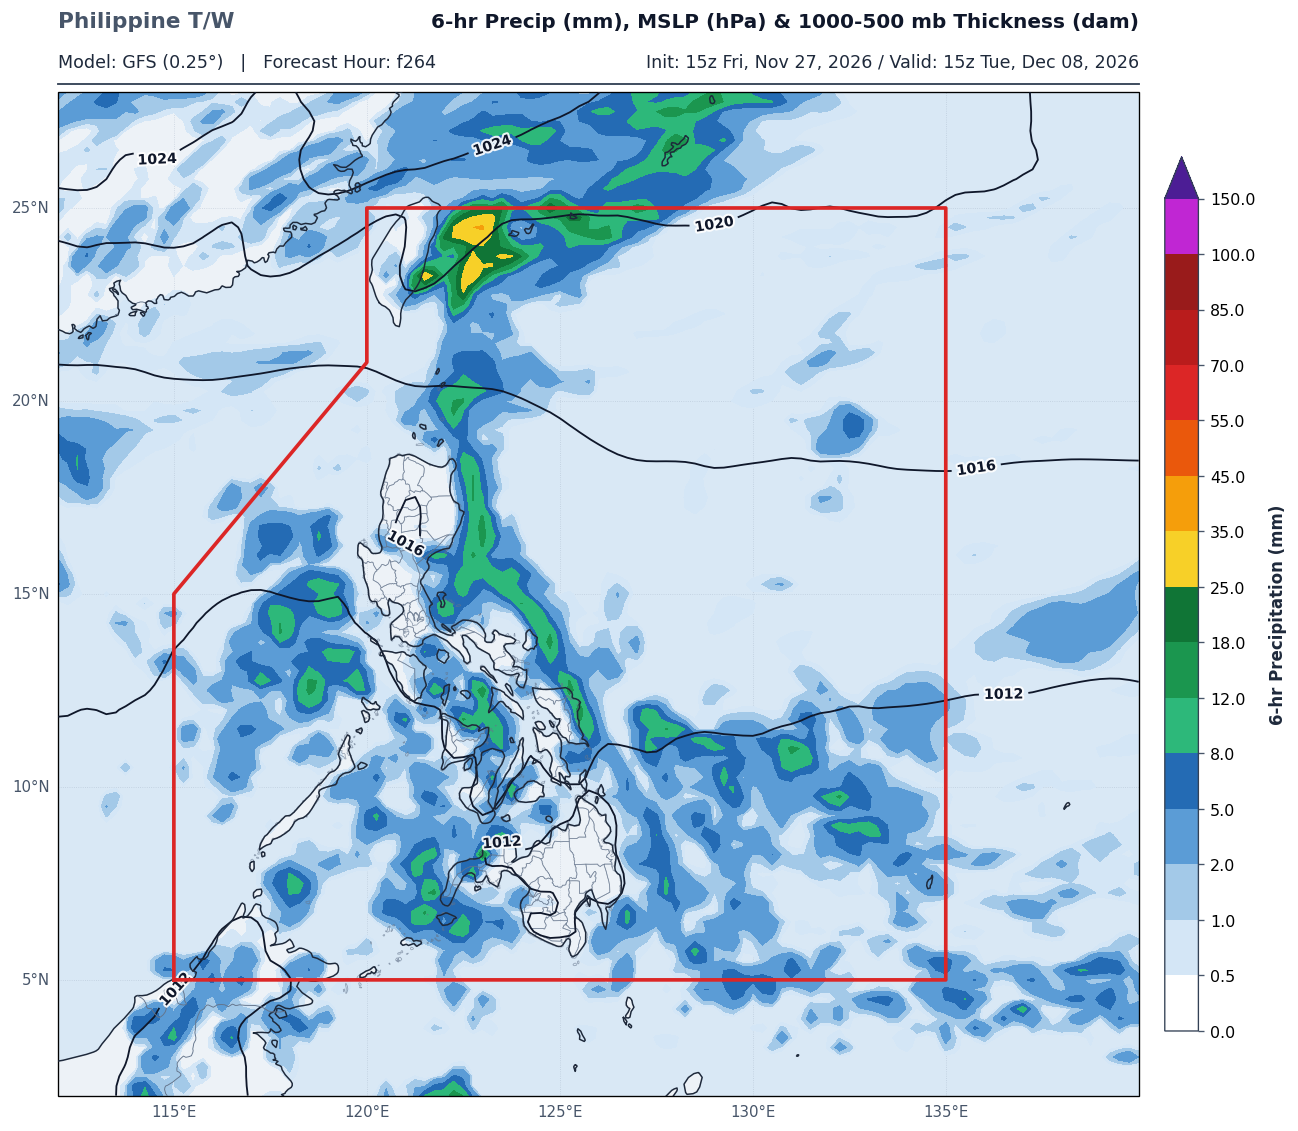 Philippine T/W
6-hr Precip (mm), MSLP (hPa) & 1000-500 mb Thickness (dam)
Model: GFS (0.25°) | Forecast Hour: f264
Init: 15z Fri, Nov 27, 2026 / Valid: 15z Tue, Dec 08, 2026
1024
1024
1020
1016
1016
1012
1012
1012
25°N
20°N
15°N
10°N
5°N
115°E
120°E
125°E
130°E
135°E
150.0
100.0
85.0
70.0
55.0
45.0
35.0
25.0
18.0
12.0
8.0
5.0
2.0
1.0
0.5
0.0
6-hr Precipitation (mm)